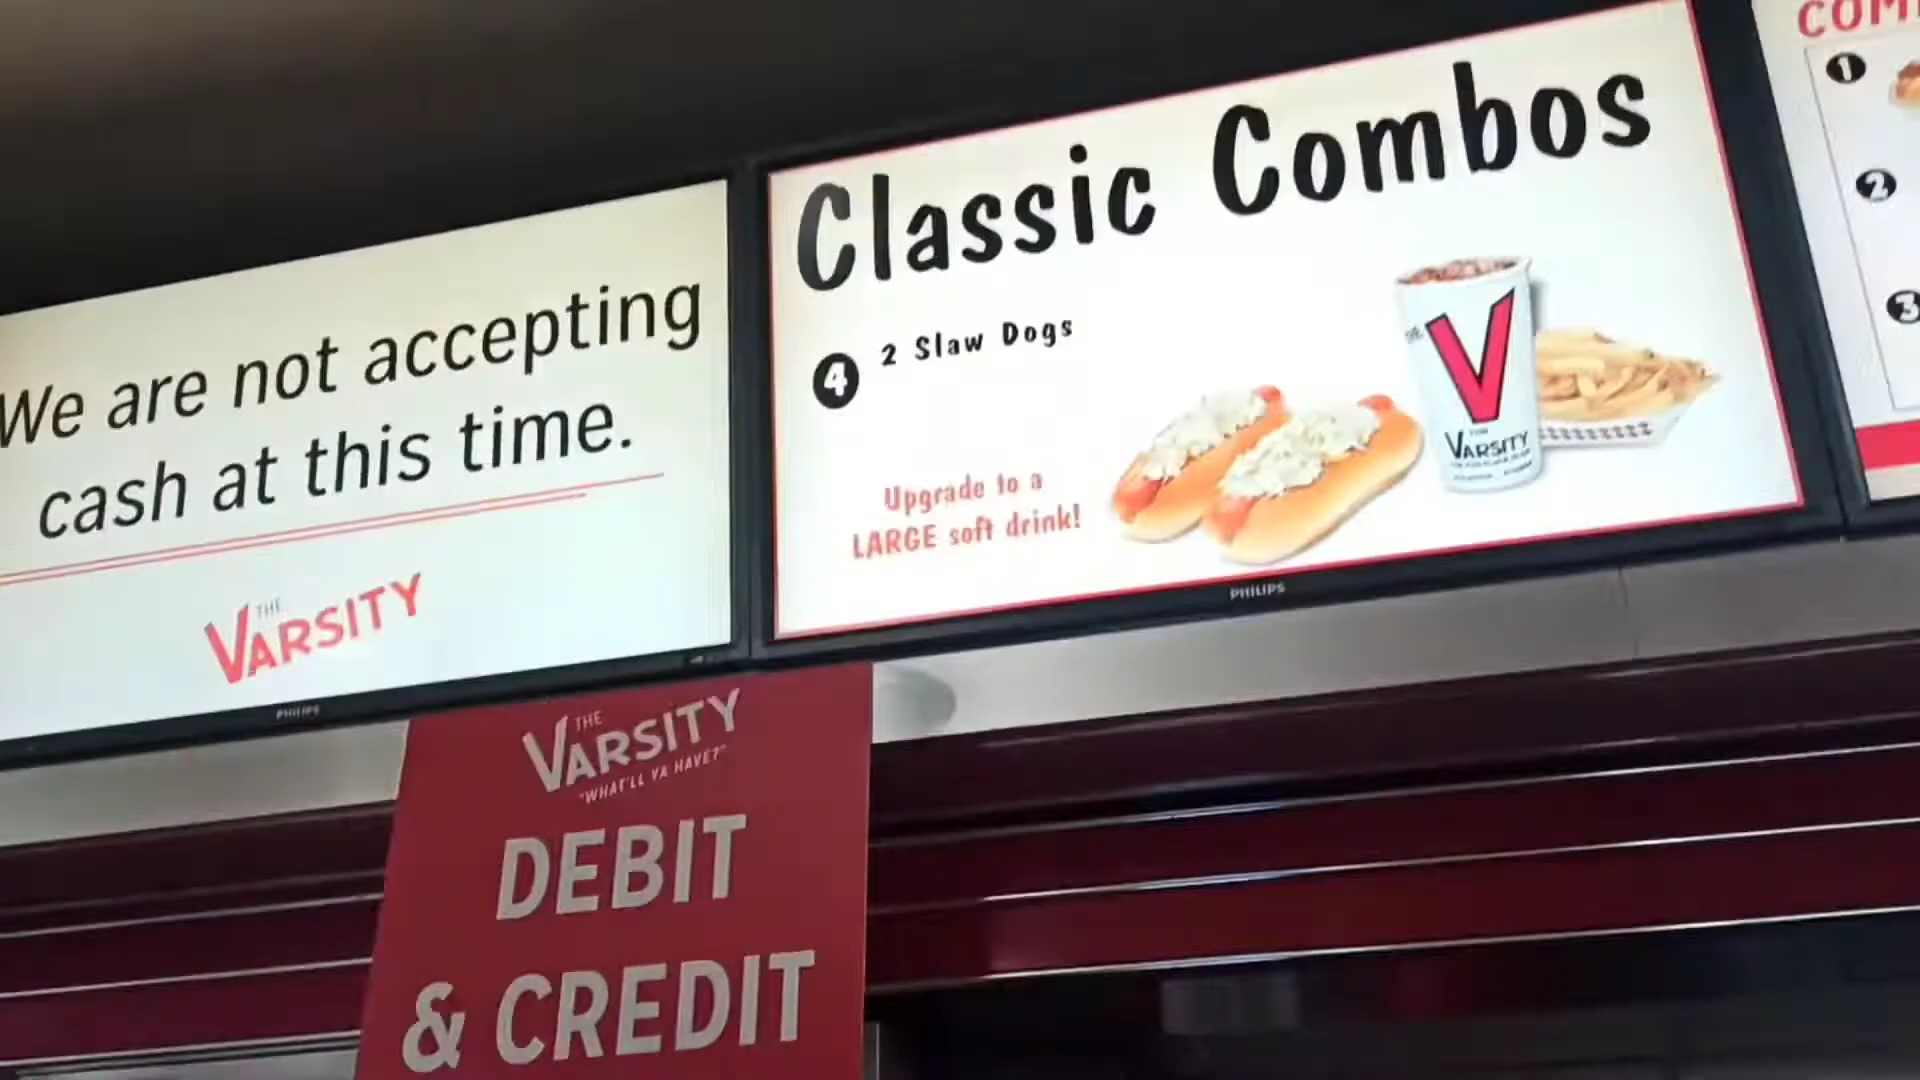 We are not accepting
cash at this time.
THE
VARSITY
PHILIPS
Classic Combos
4 2 Slaw Dogs
Upgrade to a
LARGE soft drink!
THE
V
THE
VARSITY
PHILIPS
1
2
3
THE
VARSITY
"WHAT'LL YA HAVE?"
DEBIT
& CREDIT